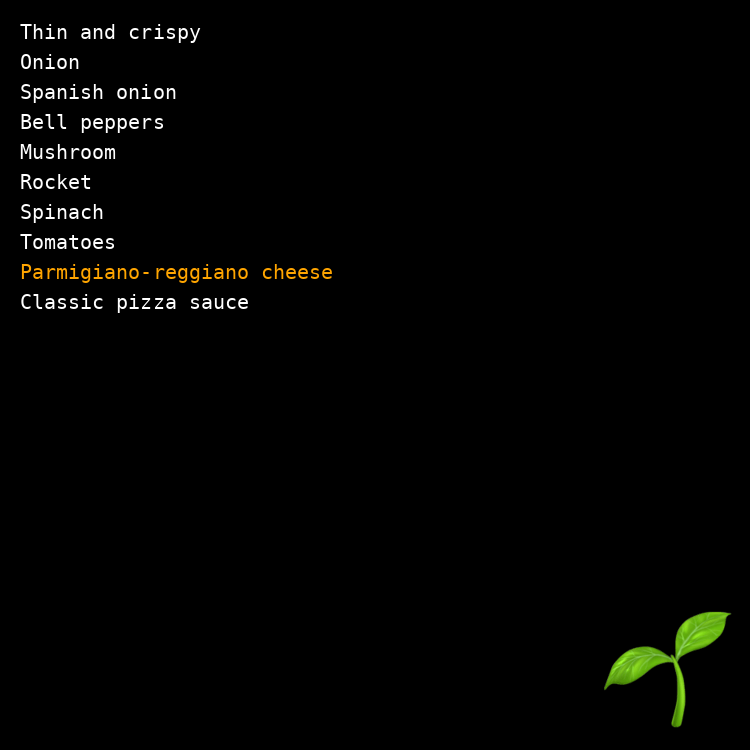 Thin and crispy
Onion
Spanish onion
Bell peppers
Mushroom
Rocket
Spinach
Tomatoes
Parmigiano-reggiano cheese
Classic pizza sauce